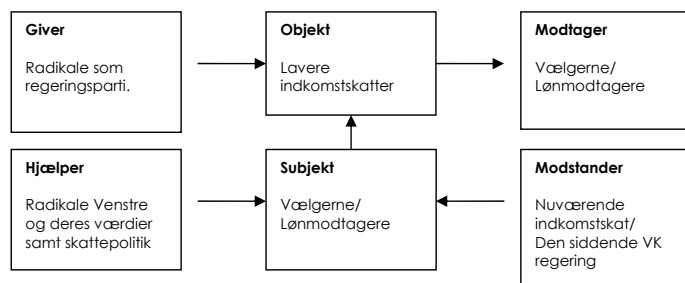 Giver
Radikale som
regeringsparti.
Objekt
Lavere
indkomstskatter
Modtager
Vælgerne/
Lønmodtagere
Hjælper
Radikale Venstre
og deres værdier
samt skattepolitik
Subjekt
Vælgerne/
Lønmodtagere
Modstander
Nuværende
indkomstskat/
Den siddende VK
regering